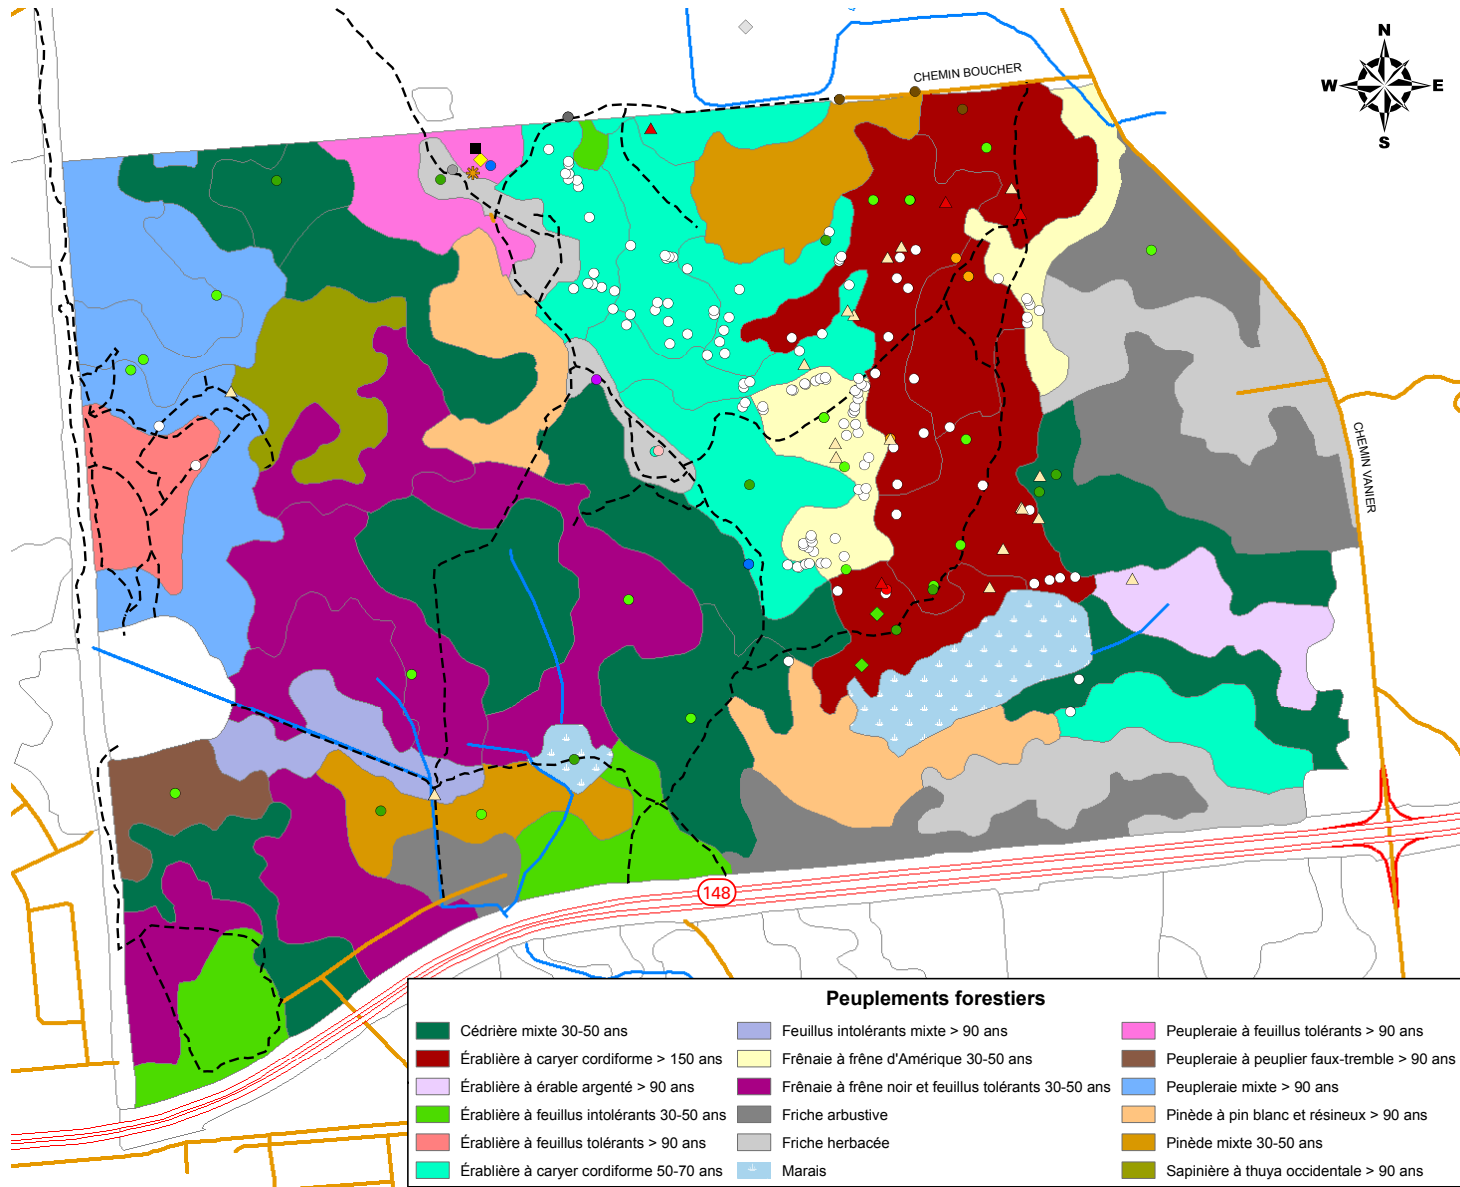 N
W E
S
CHEMIN BOUCHER
CHEMIN VANIER
148
Peuplements forestiers
Cédrière mixte 30-50 ans
Érablière à caryer cordiforme > 150 ans
Érablière à érable argenté > 90 ans
Érablière à feuillus intolérants 30-50 ans
Érablière à feuillus tolérants > 90 ans
Érablière à caryer cordiforme 50-70 ans
Feuillus intolérants mixte > 90 ans
Frênaie à frêne d'Amérique 30-50 ans
Frênaie à frêne noir et feuillus tolérants 30-50 ans
Friche arbustive
Friche herbacée
Marais
Peupleraie à feuillus tolérants > 90 ans
Peupleraie à peuplier faux-tremble > 90 ans
Peupleraie mixte > 90 ans
Pinède à pin blanc et résineux > 90 ans
Pinède mixte 30-50 ans
Sapinière à thuya occidentale > 90 ans